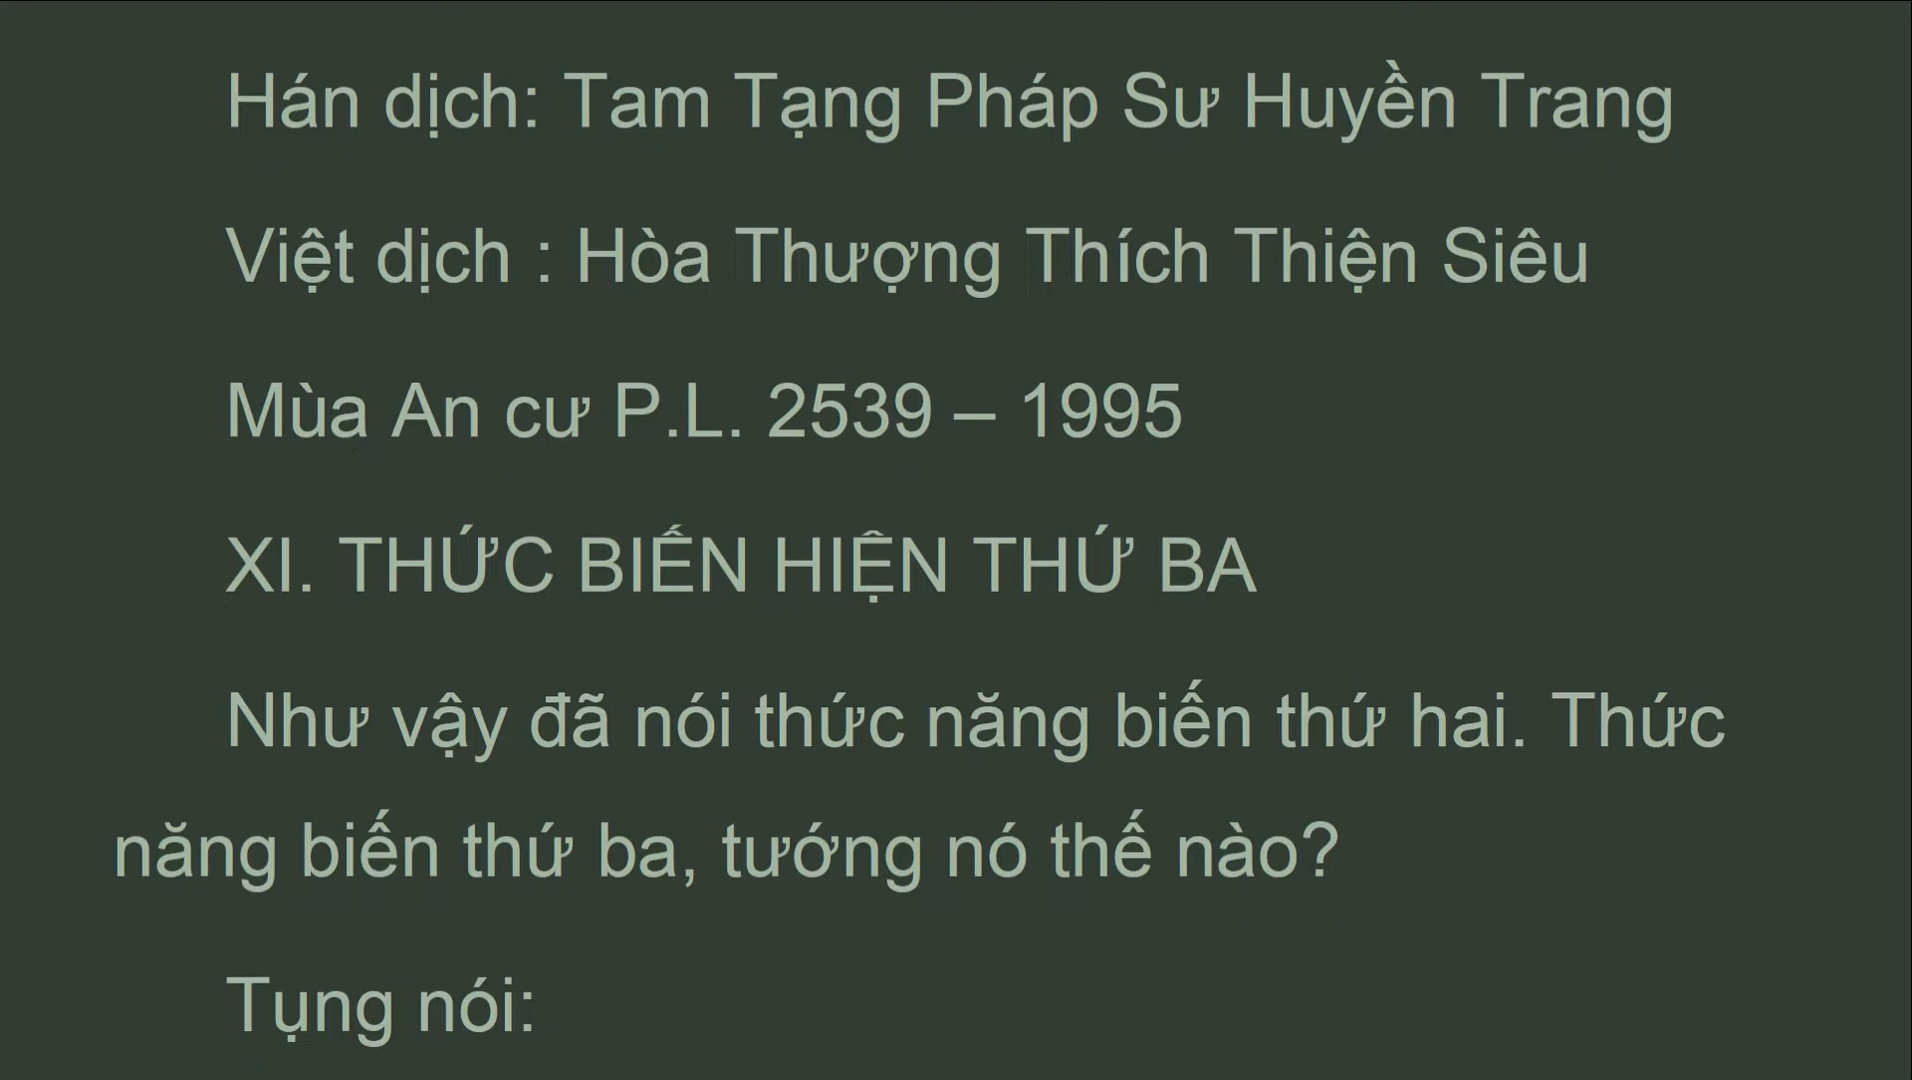 Hán dịch: Tam Tạng Pháp Sư Huyền Trang
Việt dịch : Hòa Thượng Thích Thiện Siêu
Mùa An cư P.L. 2539 – 1995
XI. THỨC BIẾN HIỆN THỨ BA
Như vậy đã nói thức năng biến thứ hai. Thức
năng biến thứ ba, tướng nó thế nào?
Tụng nói: